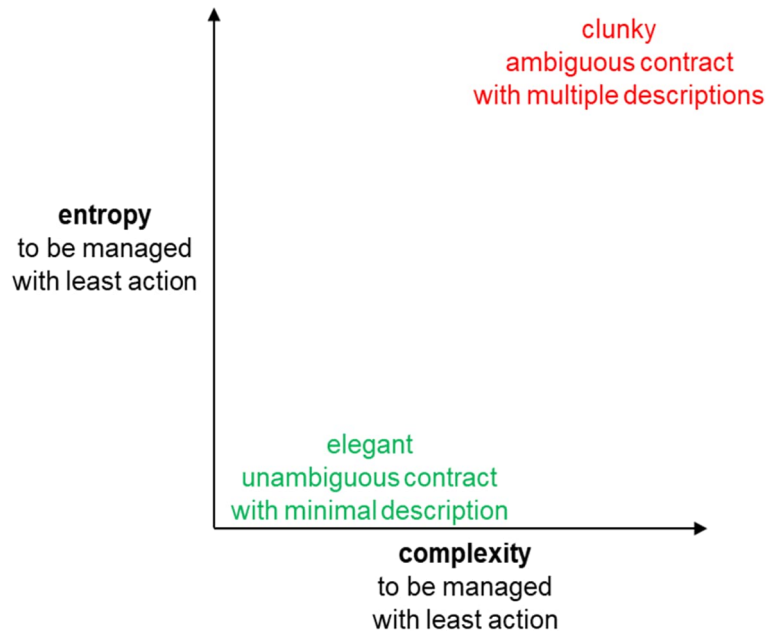 clunky
ambiguous contract
with multiple descriptions
entropy
to be managed
with least action
elegant
unambiguous contract
with minimal description
complexity
to be managed
with least action